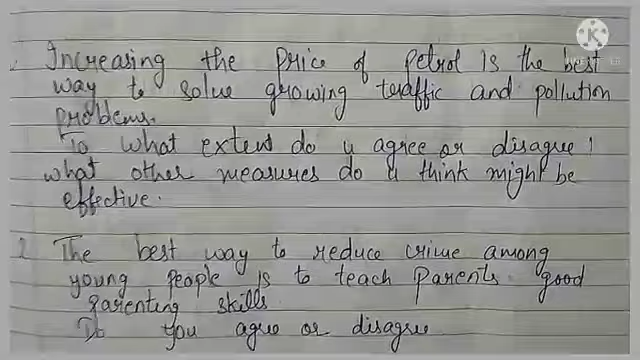 Increasing the price of petrol is the best
way to solve growing traffic and pollution
problems.
To what extent do u agree or disagree!
what other measures do u think might be
effective.
2. The best way to reduce crime among
young people is to teach parents good
parenting skills.
Do you agree or disagree